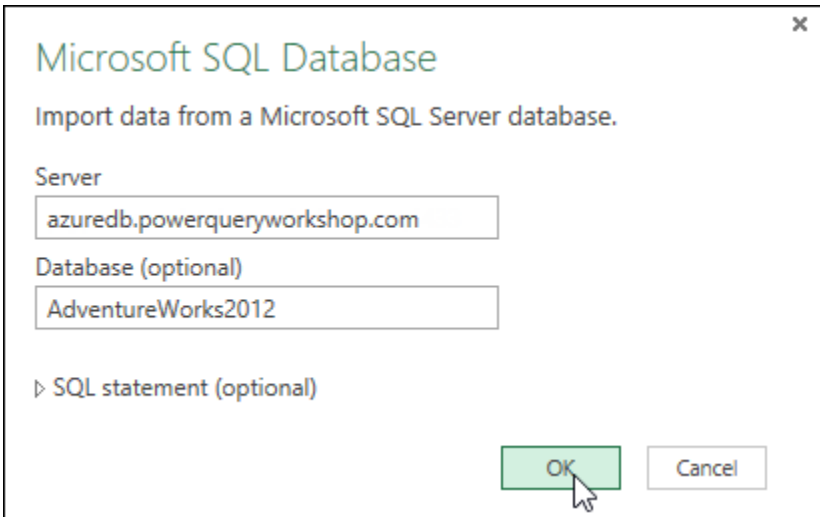 Microsoft SQL Database
Import data from a Microsoft SQL Server database.
Server
azuredb.powerqueryworkshop.com
Database (optional)
AdventureWorks2012
SQL statement (optional)
OK
Cancel